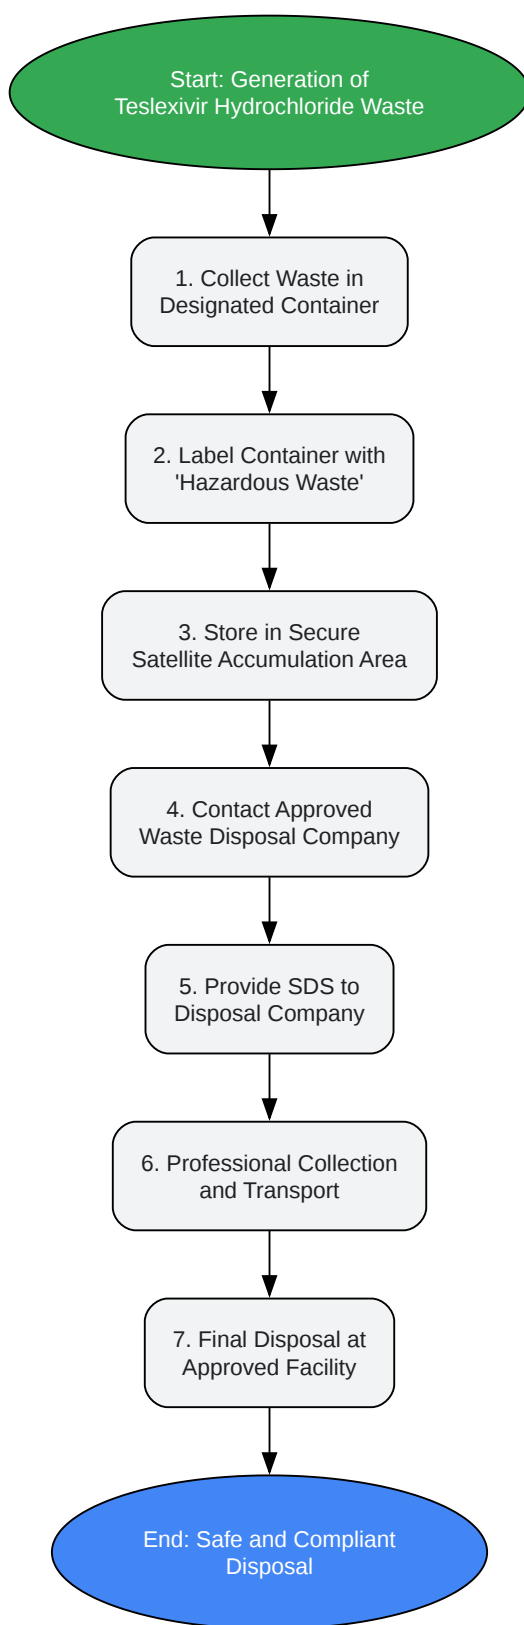 Start: Generation of
Teslexivir Hydrochloride Waste
1. Collect Waste in
Designated Container
2. Label Container with
'Hazardous Waste'
3. Store in Secure
Satellite Accumulation Area
4. Contact Approved
Waste Disposal Company
5. Provide SDS to
Disposal Company
6. Professional Collection
and Transport
7. Final Disposal at
Approved Facility
End: Safe and Compliant
Disposal